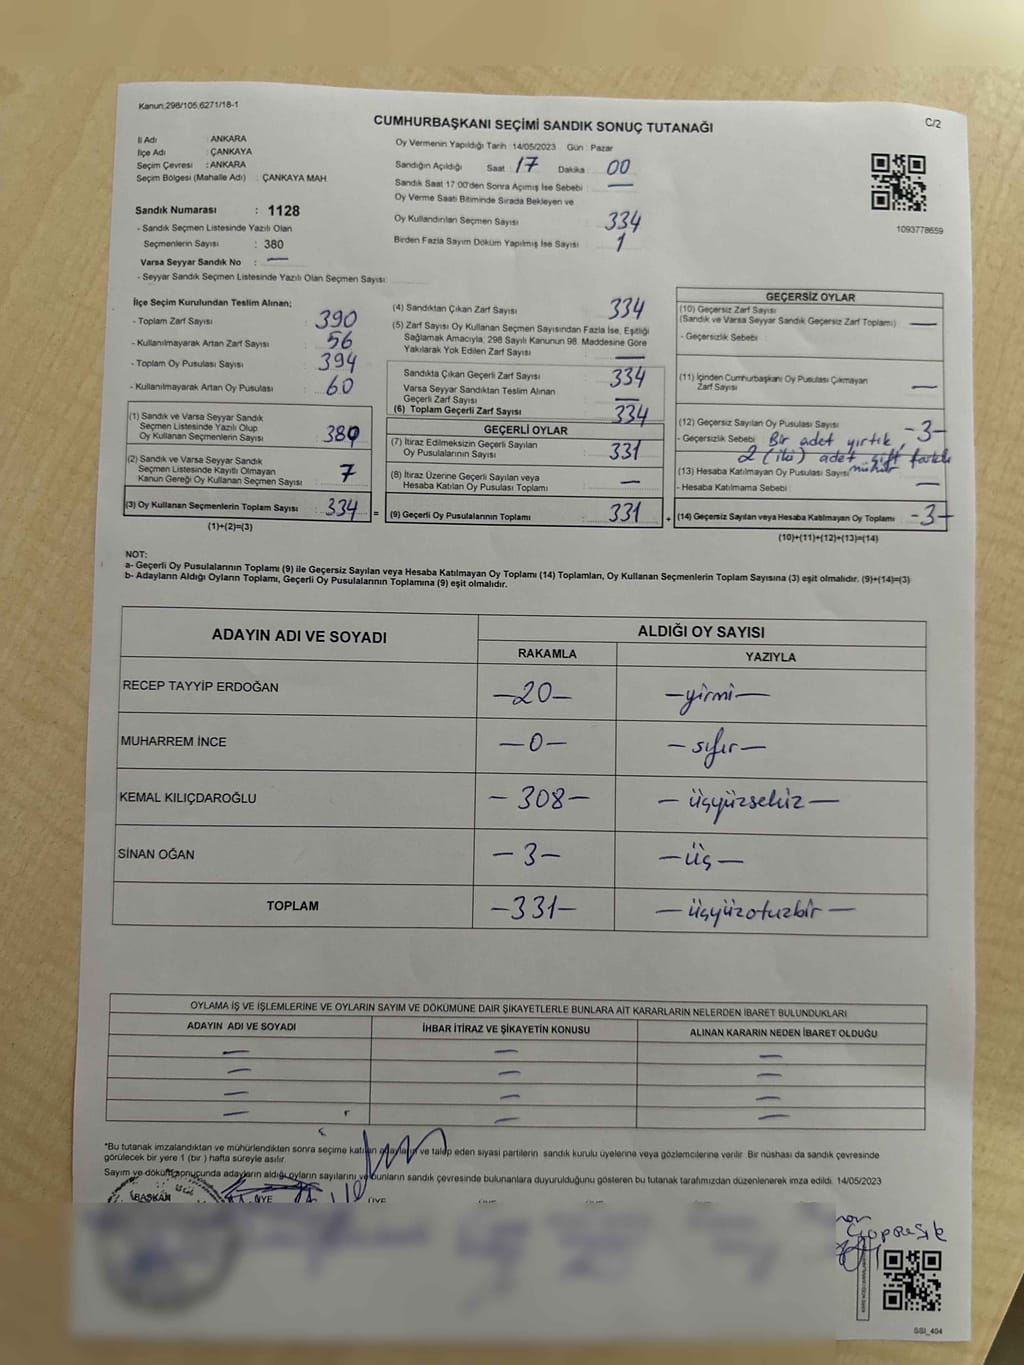 Kanun:298/105,6271/18-1
C/2
CUMHURBAŞKANI SEÇİMİ SANDIK SONUÇ TUTANAĞI
İl Adı : ANKARA
İlçe Adı : ÇANKAYA
Seçim Çevresi : ANKARA
Seçim Bölgesi (Mahalle Adı) : ÇANKAYA MAH
Sandık Numarası : 1128
- Sandık Seçmen Listesinde Yazılı Olan
Seçmenlerin Sayısı : 380
Varsa Seyyar Sandık No : —
- Seyyar Sandık Seçmen Listesinde Yazılı Olan Seçmen Sayısı:
Oy Vermenin Yapıldığı Tarih 14/05/2023 Gün : Pazar
Sandığın Açıldığı Saat : 17 Dakika : 00
Sandık Saat 17:00'den Sonra Açımış İse Sebebi : —
Oy Verme Saati Bitiminde Sırada Bekleyen ve
Oy Kullandırılan Seçmen Sayısı 334
Birden Fazla Sayım Döküm Yapılmış İse Sayısı 1
1093778659
İlçe Seçim Kurulundan Teslim Alınan;
- Toplam Zarf Sayısı : 390
- Kullanılmayarak Artan Zarf Sayısı : 56
- Toplam Oy Pusulası Sayısı : 394
- Kullanılmayarak Artan Oy Pusulası : 60
(1) Sandık ve Varsa Seyyar Sandık
Seçmen Listesinde Yazılı Olup
Oy Kullanan Seçmenlerin Sayısı :
(2) Sandık ve Varsa Seyyar Sandık
Seçmen Listesinde Kayıtlı Olmayan
Kanun Gereği Oy Kullanan Seçmen Sayısı : 7
(3) Oy Kullanan Seçmenlerin Toplam Sayısı : 334 =
(1)+(2)=(3)
(4) Sandıktan Çıkan Zarf Sayısı 334
(5) Zarf Sayısı Oy Kullanan Seçmen Sayısından Fazla İse, Eşitliği
Sağlamak Amacıyla, 298 Sayılı Kanunun 98. Maddesine Göre
Yakılarak Yok Edilen Zarf Sayısı —
Sandıkta Çıkan Geçerli Zarf Sayısı 334
Varsa Seyyar Sandıktan Teslim Alınan
Geçerli Zarf Sayısı —
(6) Toplam Geçerli Zarf Sayısı 334
GEÇERLİ OYLAR
(7) İtiraz Edilmeksizin Geçerli Sayılan
Oy Pusulalarının Sayısı : 331
(8) İtiraz Üzerine Geçerli Sayılan veya
Hesaba Katılan Oy Pusulası Toplamı : —
(9) Geçerli Oy Pusulalarının Toplamı : 331 +
GEÇERSİZ OYLAR
(10) Geçersiz Zarf Sayısı
(Sandık ve Varsa Seyyar Sandık Geçersiz Zarf Toplamı) : —
- Geçersizlik Sebebi :
(11) İçinden Cumhurbaşkanı Oy Pusulası Çıkmayan
Zarf Sayısı —
(12) Geçersiz Sayılan Oy Pusulası Sayısı -3-
- Geçersizlik Sebebi : Bir adet yırtık,
2 (iki) adet çift
mühür
(13) Hesaba Katılmayan Oy Pusulası Sayısı —
- Hesaba Katılmama Sebebi :
(14) Geçersiz Sayılan veya Hesaba Katılmayan Oy Toplamı -3-
(10)+(11)+(12)+(13)=(14)
NOT:
a- Geçerli Oy Pusulalarının Toplamı (9) ile Geçersiz Sayılan veya Hesaba Katılmayan Oy Toplamı (14) Toplamları, Oy Kullanan Seçmenlerin Toplam Sayısına (3) eşit olmalıdır. (9)+(14)=(3)
b- Adayların Aldığı Oyların Toplamı, Geçerli Oy Pusulalarının Toplamına (9) eşit olmalıdır.
ADAYIN ADI VE SOYADI
ALDIĞI OY SAYISI
RAKAMLA YAZIYLA
RECEP TAYYİP ERDOĞAN —20— —yirmi—
MUHARREM İNCE —0— —sıfır—
KEMAL KILIÇDAROĞLU —308— —üçyüzsekiz—
SİNAN OĞAN —3— —üç—
TOPLAM —331— —üçyüzotuzbir—
OYLAMA İŞ VE İŞLEMLERİNE VE OYLARIN SAYIM VE DÖKÜMÜNE DAİR ŞİKAYETLERLE BUNLARA AİT KARARLARIN NELERDEN İBARET BULUNDUKLARI
ADAYIN ADI VE SOYADI İHBAR İTİRAZ VE ŞİKAYETİN KONUSU ALINAN KARARIN NEDEN İBARET OLDUĞU
— — —
— — —
— — —
— — —
*Bu tutanak imzalandıktan ve mühürlendikten sonra seçime katılan adayların ve talep eden siyasi partilerin sandık kurulu üyelerine veya gözlemcilerine verilir. Bir nüshası da sandık çevresinde
görülecek bir yere 1 (bir ) hafta süreyle asılır.
Sayım ve döküm sonucunda adayların aldığı oyların sayılarını ve bunların sandık çevresinde bulunanlara duyurulduğunu gösteren bu tutanak tarafımızdan düzenlenerek imza edildi. 14/05/2023
BAŞKAN ÜYE ÜYE
SSI_404